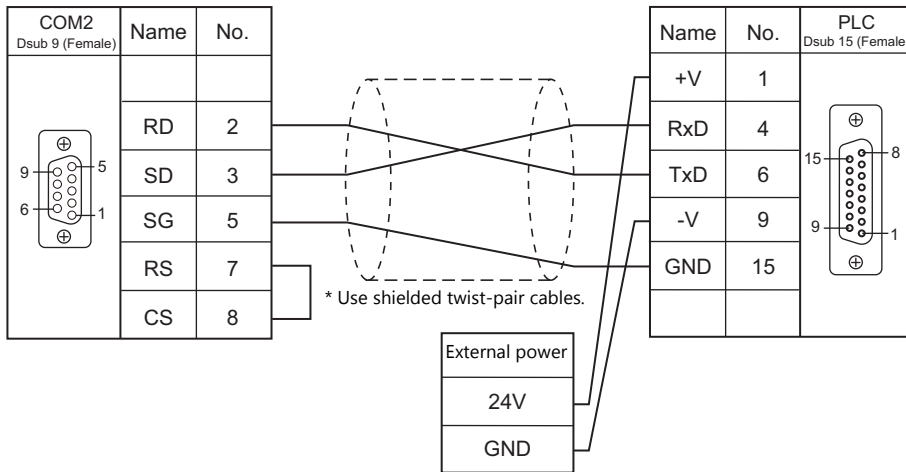 COM2
Dsub 9 (Female)
Name No.
RD 2
SD 3
SG 5
RS 7
CS 8
9 5
6 1
* Use shielded twist-pair cables.
External power
24V
GND
Name No.
PLC
Dsub 15 (Female
+V 1
RxD 4
TxD 6
-V 9
GND 15
15 8
9 1